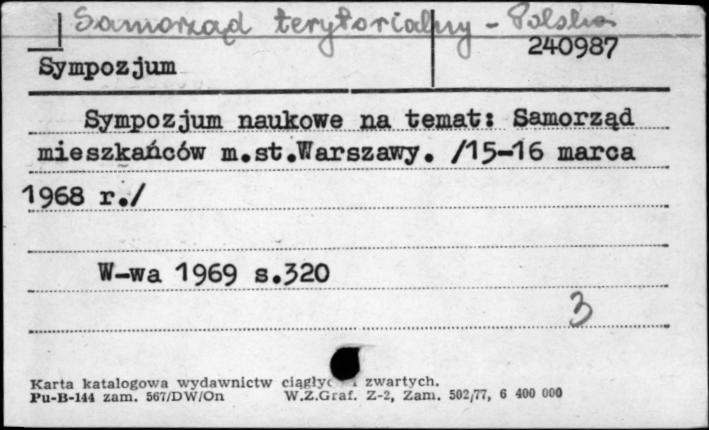 Samorząd terytorialny - Polska
240987
Sympozjum
Sympozjum naukowe na temat: Samorząd
mieszkańców m.st.Warszawy. /15-16 marca
1968 r./
W-wa 1969 s.320
3
Karta katalogowa wydawnictw i zwartych.
Pu-B-144 zam. 567/DW/On W.Z.Graf. Z-2, Zam. 502/77, 6 400 000